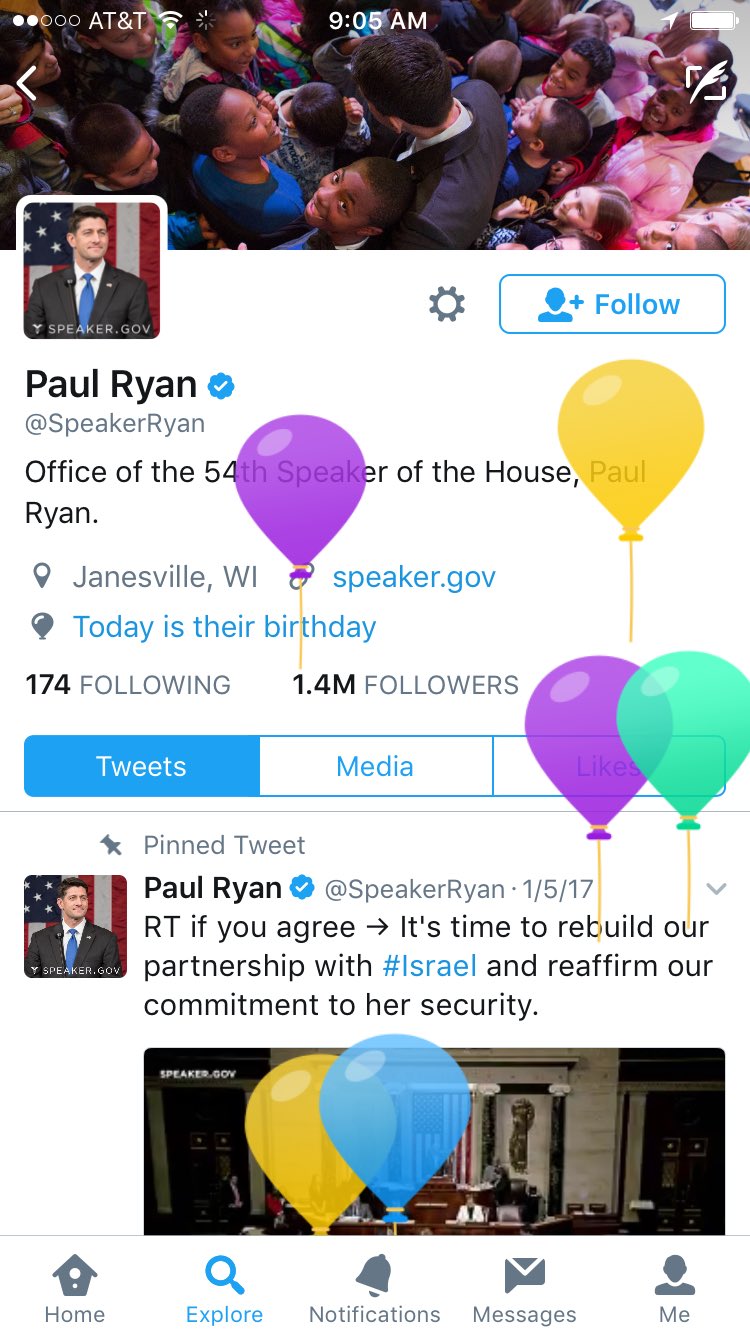 AT&T 9:05 AM
SPEAKER.GOV
Follow
Paul Ryan
@SpeakerRyan
Office of the 54th Speaker of the House, Paul
Ryan.
Janesville, WI speaker.gov
Today is their birthday
174 FOLLOWING 1.4M FOLLOWERS
Tweets Media Likes
Pinned Tweet
Paul Ryan @SpeakerRyan · 1/5/17
RT if you agree → It's time to rebuild our
partnership with #Israel and reaffirm our
commitment to her security.
SPEAKER.GOV
SPEAKER.GOV
Home Explore Notifications Messages Me